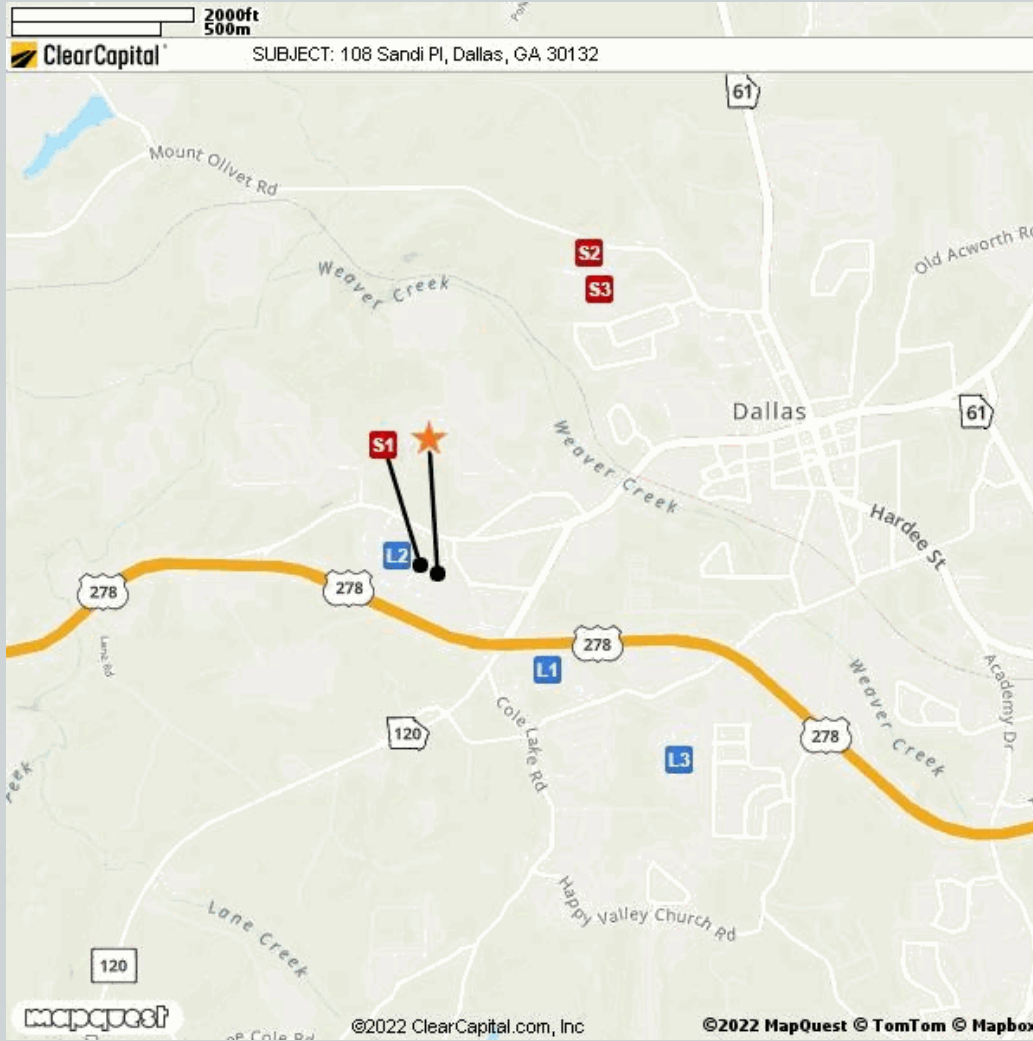 2000ft
500m
ClearCapital
SUBJECT: 108 Sandi Pl, Dallas, GA 30132
61
Mount Olivet Rd
S2
Old Acworth Rd
Weaver Creek
S3
Dallas
61
S1
Weaver Creek
Hardee St
L2
278
278
278
L1
Lane Rd
Academy Dr
Weaver Creek
Cole Lake Rd
120
278
L3
Happy Valley Church Rd
Lane Creek
120
mapquest
©2022 ClearCapital.com, Inc
©2022 MapQuest © TomTom © Mapbox